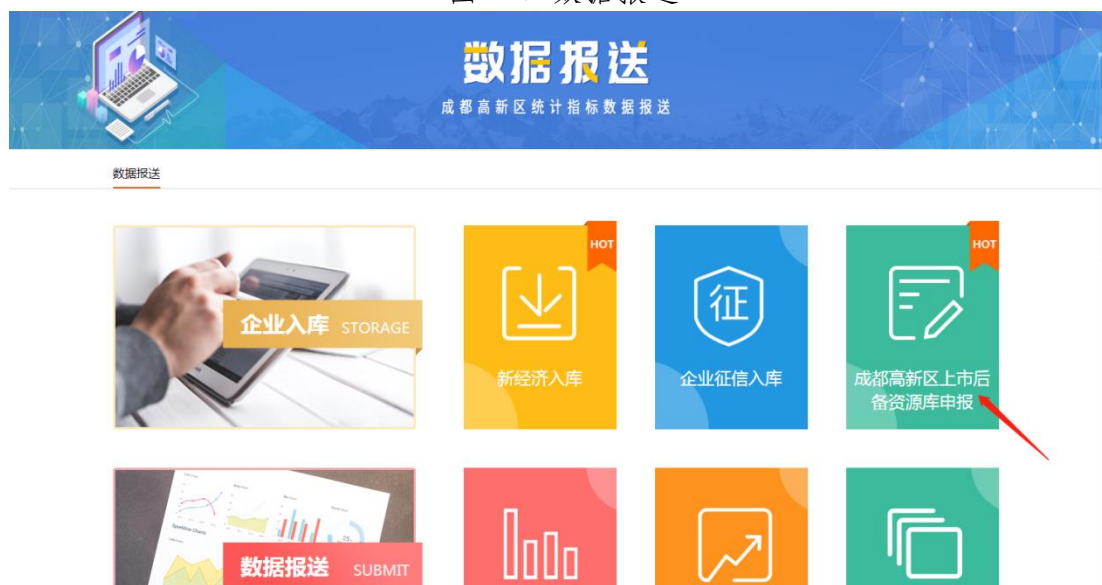 数据报送
成都高新区统计指标数据报送
数据报送
HOT
HOT
企业入库 STORAGE
征
新经济入库
企业征信入库
成都高新区上市后
备资源库申报
数据报送 SUBMIT